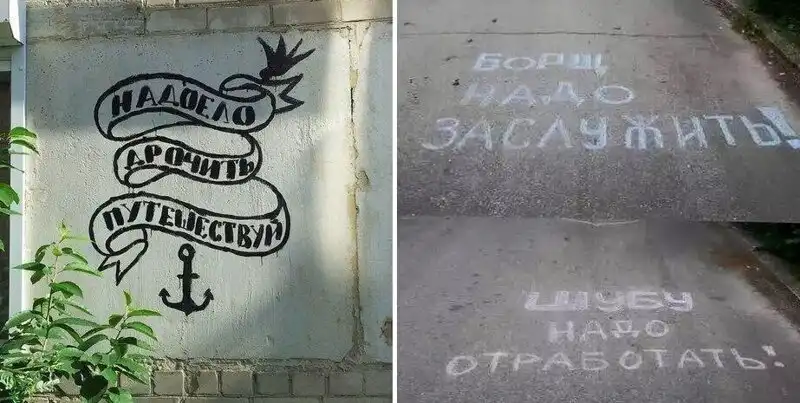 НАДОЕЛО
ДРОЧИТЬ
ПУТЕШЕСТВУЙ
БОРЩ
НАДО
ЗАСЛУЖИТЬ!
ШУБУ
НАДО
ОТРАБОТАТЬ!